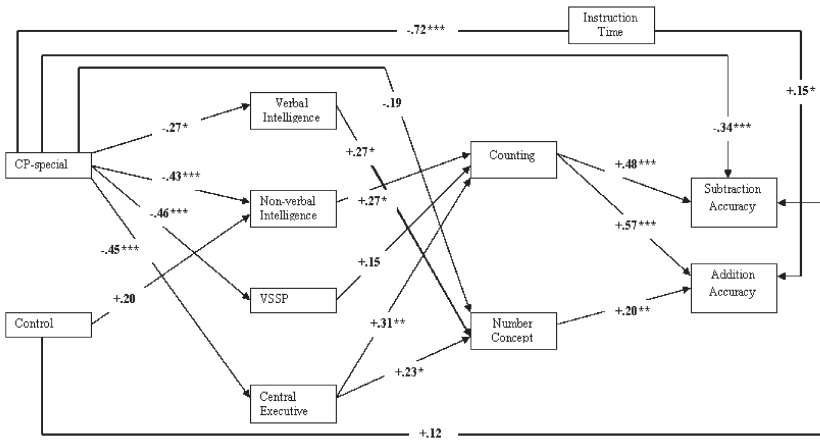 Instruction
Time
-.72***
-.19
+.15*
Verbal
Intelligence
-.27*
+.27*
-.34***
CP-special
Counting
-.43***
+.48***
Non-verbal
Intelligence
+.27*
Subtraction
Accuracy
-.46***
-.45***
+.57***
+.15
Addition
Accuracy
+.20
VSSP
Control
+.31**
Number
Concept
+.20**
+.23*
Central
Executive
+.12